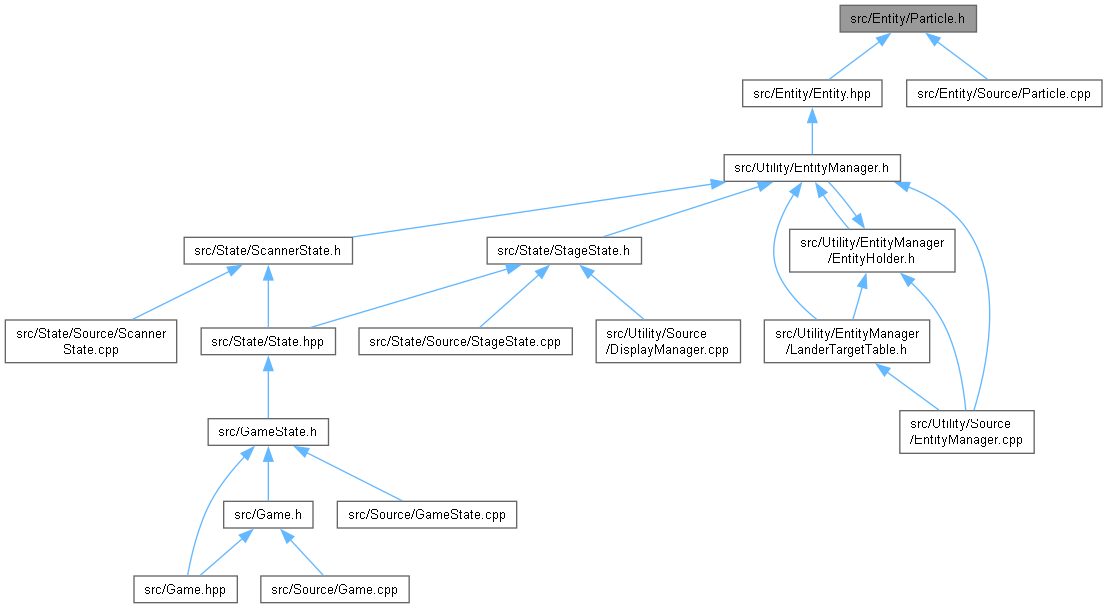 src/Entity/Particle.h
src/Entity/Entity.hpp
src/Entity/Source/Particle.cpp
src/Utility/EntityManager.h
src/State/ScannerState.h
src/State/StageState.h
src/Utility/EntityManager
/EntityHolder.h
src/State/Source/Scanner
State.cpp
src/State/State.hpp
src/State/Source/StageState.cpp
src/Utility/Source
/DisplayManager.cpp
src/Utility/EntityManager
/LanderTargetTable.h
src/GameState.h
src/Utility/Source
/EntityManager.cpp
src/Game.h
src/Source/GameState.cpp
src/Game.hpp
src/Source/Game.cpp